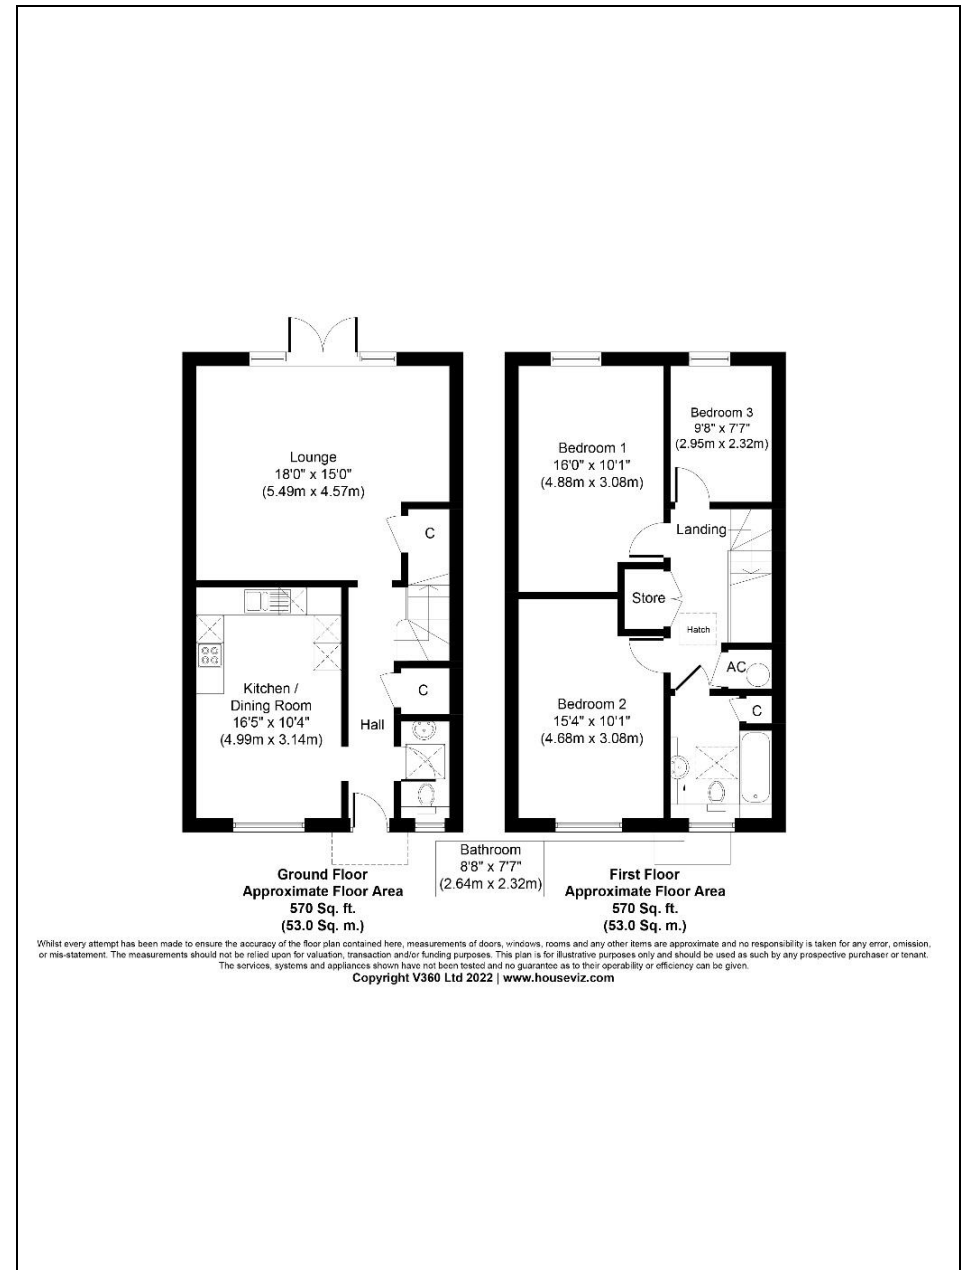 Lounge
18'0" x 15'0"
(5.49m x 4.57m)
C
Kitchen /
Dining Room
16'5" x 10'4"
(4.99m x 3.14m)
C
Hall
Bedroom 1
16'0" x 10'1"
(4.88m x 3.08m)
Bedroom 3
9'8" x 7'7"
(2.95m x 2.32m)
Landing
Store
Hatch
AC
C
Bedroom 2
15'4" x 10'1"
(4.68m x 3.08m)
Bathroom
8'8" x 7'7"
(2.64m x 2.32m)
Ground Floor
Approximate Floor Area
570 Sq. ft.
(53.0 Sq. m.)
First Floor
Approximate Floor Area
570 Sq. ft.
(53.0 Sq. m.)
Whilst every attempt has been made to ensure the accuracy of the floor plan contained here, measurements of doors, windows, rooms and any other items are approximate and no responsibility is taken for any error, omission,
or mis-statement. The measurements should not be relied upon for valuation, transaction and/or funding purposes. This plan is for illustrative purposes only and should be used as such by any prospective purchaser or tenant.
The services, systems and appliances shown have not been tested and no guarantee as to their operability or efficiency can be given.
Copyright V360 Ltd 2022 | www.houseviz.com